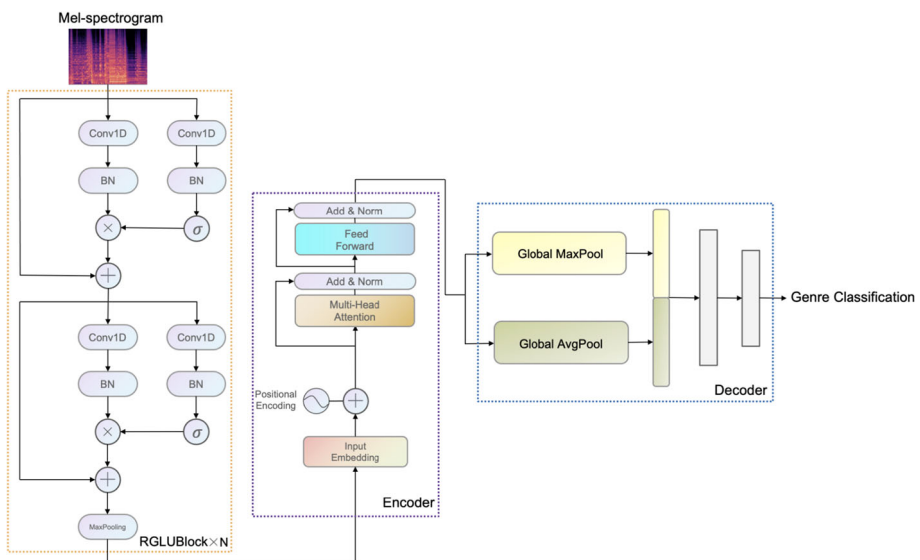 Mel-spectrogram
Conv1D
Conv1D
BN
BN
×
σ
+
Conv1D
Conv1D
BN
BN
×
σ
+
MaxPooling
RGLUBlock×N
Add & Norm
Feed
Forward
Add & Norm
Multi-Head
Attention
Positional
Encoding
+
Input
Embedding
Encoder
Global MaxPool
Global AvgPool
Decoder
Genre Classification